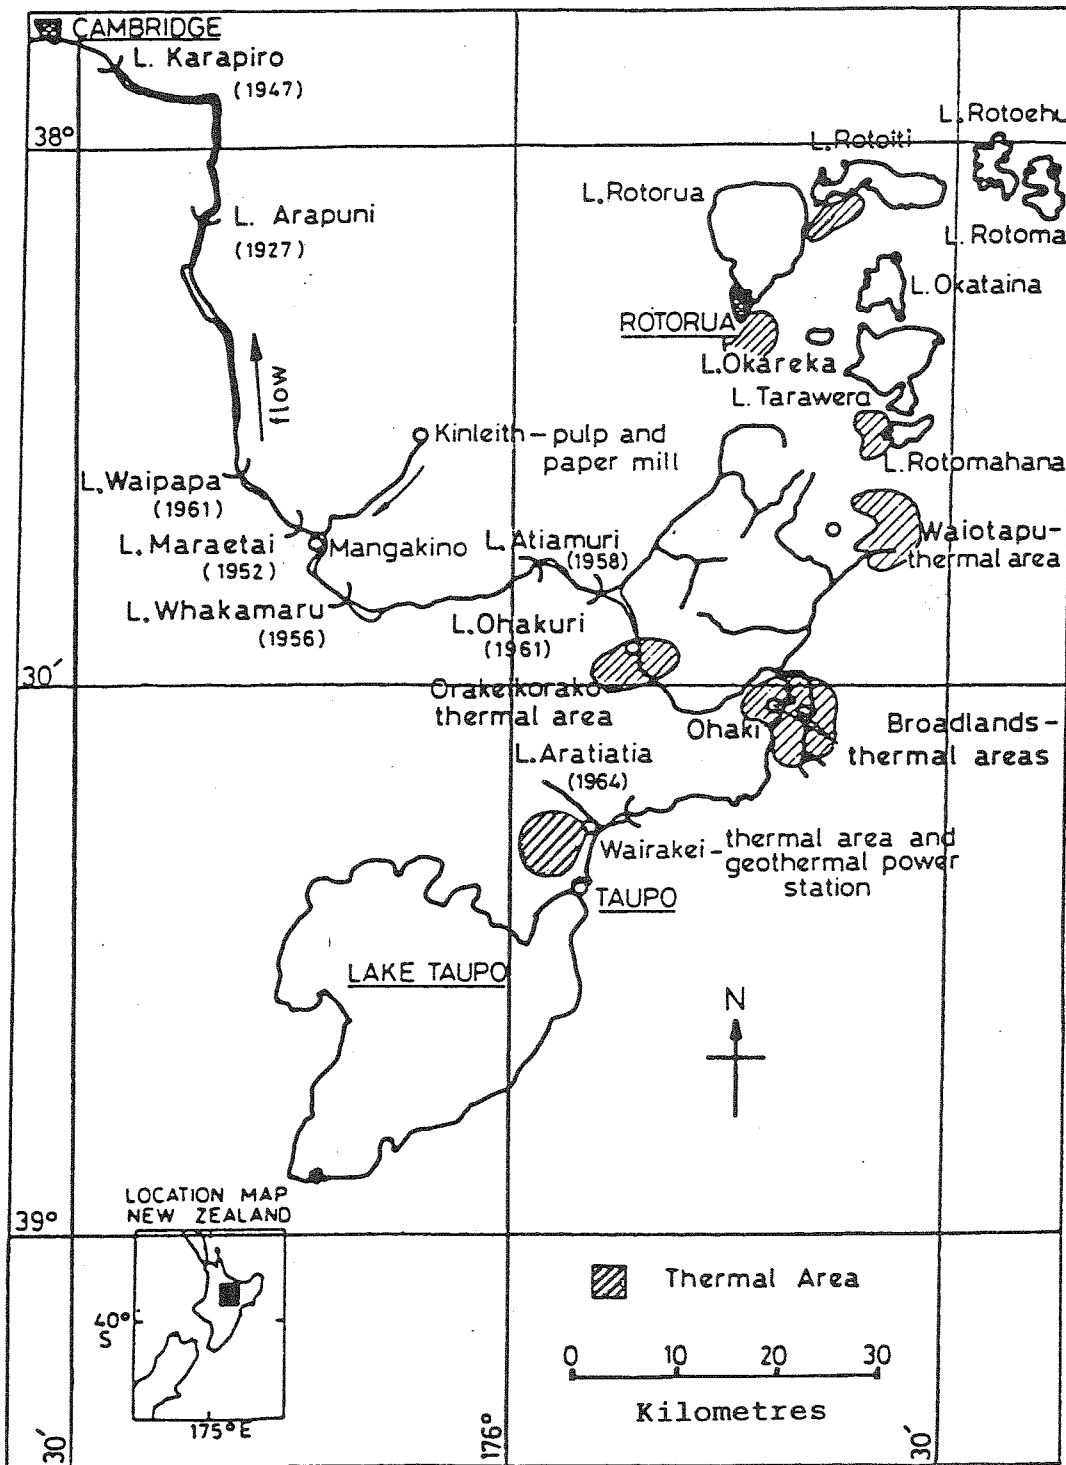 CAMBRIDGE
L. Karapiro
(1947)
L. Rotoehu
38°
L. Rotoiti
L. Rotorua
L. Arapuni
(1927)
L. Rotoma
L. Okataina
ROTORUA
L. Okareka
flow
L. Tarawera
Kinleith – pulp and
paper mill
L. Rotomahana
L. Waipapa
(1961)
L. Maraetai
(1952)
Mangakino
L. Atiamuri
(1958)
Waiotapu-
thermal area
L. Whakamaru
(1956)
L. Ohakuri
(1961)
30′
Orakeikorako
thermal area
Ohaki
Broadlands-
thermal areas
L. Aratiatia
(1964)
Wairakei – thermal area and
geothermal power
station
TAUPO
LAKE TAUPO
N
LOCATION MAP
NEW ZEALAND
39°
40°
S
175°E
Thermal Area
0 10 20 30
Kilometres
30′
176°
30′